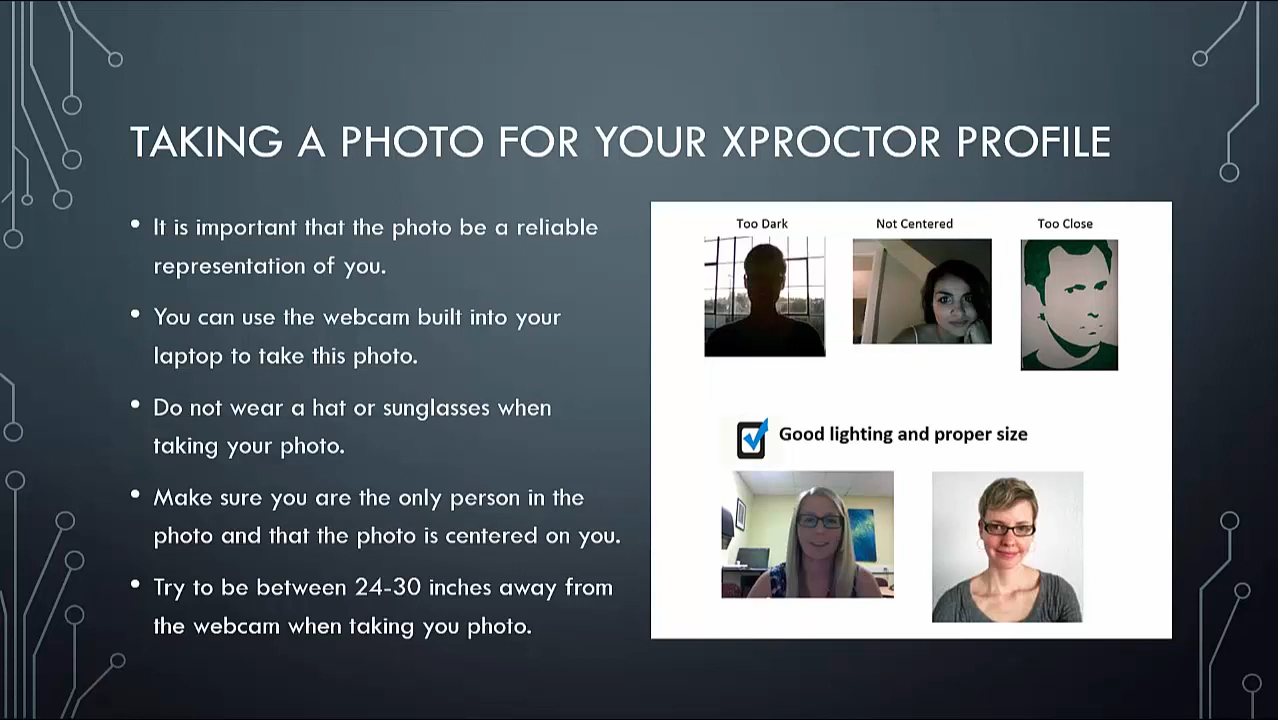 TAKING A PHOTO FOR YOUR XPROCTOR PROFILE
• It is important that the photo be a reliable
representation of you.
• You can use the webcam built into your
laptop to take this photo.
• Do not wear a hat or sunglasses when
taking your photo.
• Make sure you are the only person in the
photo and that the photo is centered on you.
• Try to be between 24-30 inches away from
the webcam when taking you photo.
Too Dark
Not Centered
Too Close
Good lighting and proper size